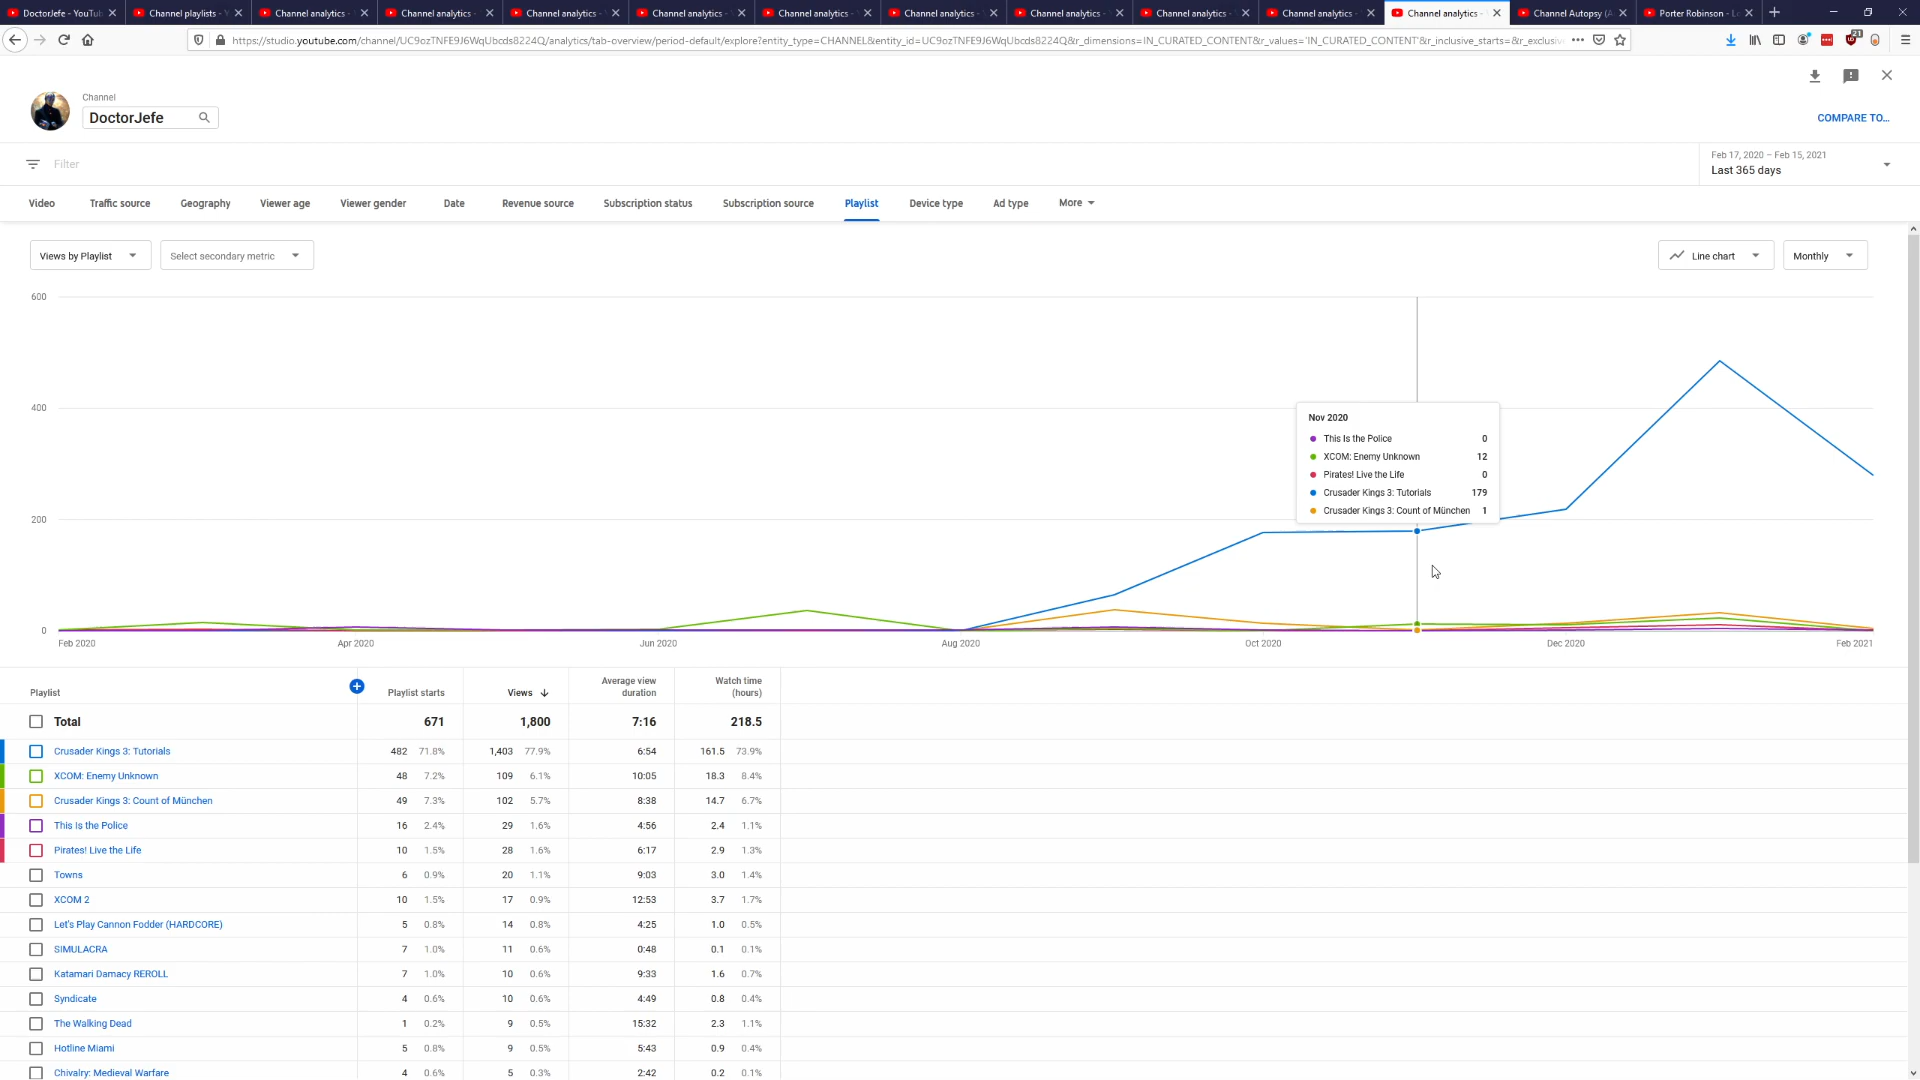 DoctorJefe - YouTu
Channel playlists - Y
Channel analytics -
Channel analytics -
Channel analytics -
Channel analytics -
Channel analytics -
Channel analytics -
Channel analytics -
Channel analytics -
Channel analytics -
Channel analytics -
Channel Autopsy (A
Porter Robinson - L
https://studio.youtube.com/channel/UC9ozTNFE9J6WqUbcds8224Q/analytics/tab-overview/period-default/explore?entity_type=CHANNEL&entity_id=UC9ozTNFE9J6WqUbcds8224Q&r_dimensions=IN_CURATED_CONTENT&r_values='IN_CURATED_CONTENT'&r_inclusive_starts=&r_exclusiv
21
Channel
DoctorJefe
COMPARE TO...
Filter
Feb 17, 2020 – Feb 15, 2021
Last 365 days
Video Traffic source Geography Viewer age Viewer gender Date Revenue source Subscription status Subscription source Playlist Device type Ad type More
Views by Playlist Select secondary metric Line chart Monthly
600
400
200
0
Nov 2020
This Is the Police 0
XCOM: Enemy Unknown 12
Pirates! Live the Life 0
Crusader Kings 3: Tutorials 179
Crusader Kings 3: Count of München 1
Feb 2020 Apr 2020 Jun 2020 Aug 2020 Oct 2020 Dec 2020 Feb 2021
Playlist Playlist starts Views Average view duration Watch time (hours)
Total 671 1,800 7:16 218.5
Crusader Kings 3: Tutorials 482 71.8% 1,403 77.9% 6:54 161.5 73.9%
XCOM: Enemy Unknown 48 7.2% 109 6.1% 10:05 18.3 8.4%
Crusader Kings 3: Count of München 49 7.3% 102 5.7% 8:38 14.7 6.7%
This Is the Police 16 2.4% 29 1.6% 4:56 2.4 1.1%
Pirates! Live the Life 10 1.5% 28 1.6% 6:17 2.9 1.3%
Towns 6 0.9% 20 1.1% 9:03 3.0 1.4%
XCOM 2 10 1.5% 17 0.9% 12:53 3.7 1.7%
Let's Play Cannon Fodder (HARDCORE) 5 0.8% 14 0.8% 4:25 1.0 0.5%
SIMULACRA 7 1.0% 11 0.6% 0:48 0.1 0.1%
Katamari Damacy REROLL 7 1.0% 10 0.6% 9:33 1.6 0.7%
Syndicate 4 0.6% 10 0.6% 4:49 0.8 0.4%
The Walking Dead 1 0.2% 9 0.5% 15:32 2.3 1.1%
Hotline Miami 5 0.8% 9 0.5% 5:43 0.9 0.4%
Chivalry: Medieval Warfare 4 0.6% 5 0.3% 2:42 0.2 0.1%